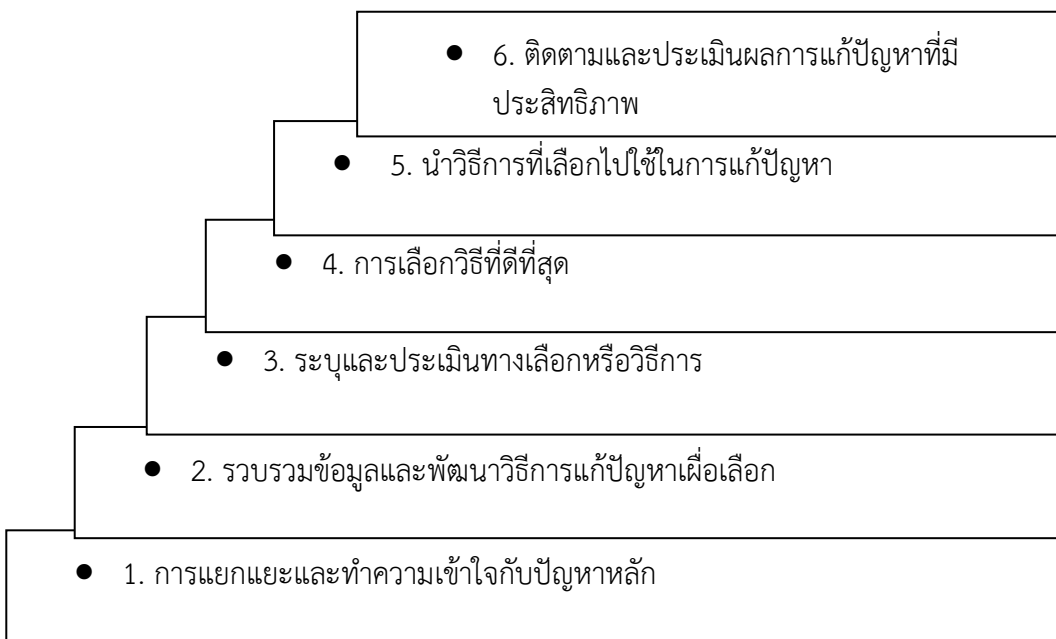 ● 6. ติดตามและประเมินผลการแก้ปัญหาที่มี
ประสิทธิภาพ
● 5. นำวิธีการที่เลือกไปใช้ในการแก้ปัญหา
● 4. การเลือกวิธีที่ดีที่สุด
● 3. ระบุและประเมินทางเลือกหรือวิธีการ
● 2. รวบรวมข้อมูลและพัฒนาวิธีการแก้ปัญหาเผื่อเลือก
● 1. การแยกแยะและทำความเข้าใจกับปัญหาหลัก